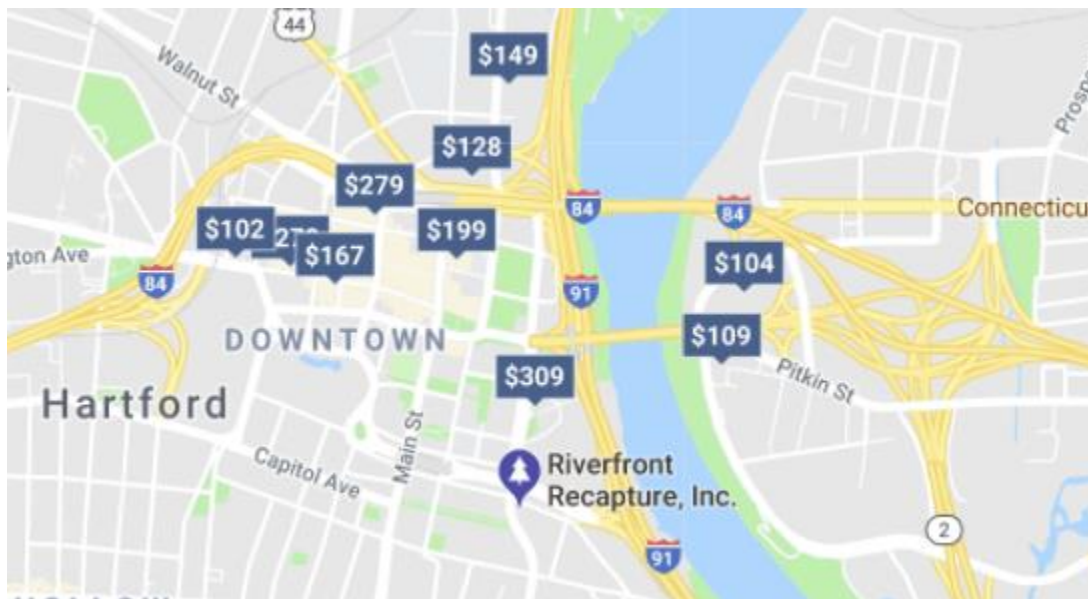 44
$149
Walnut St
$128
$279
84
84
Connecticu
$102
$199
$167
gton Ave
$104
84
91
DOWNTOWN
$109
$309
Pitkin St
Hartford
Main St
Capitol Ave
Riverfront
Recapture, Inc.
2
91